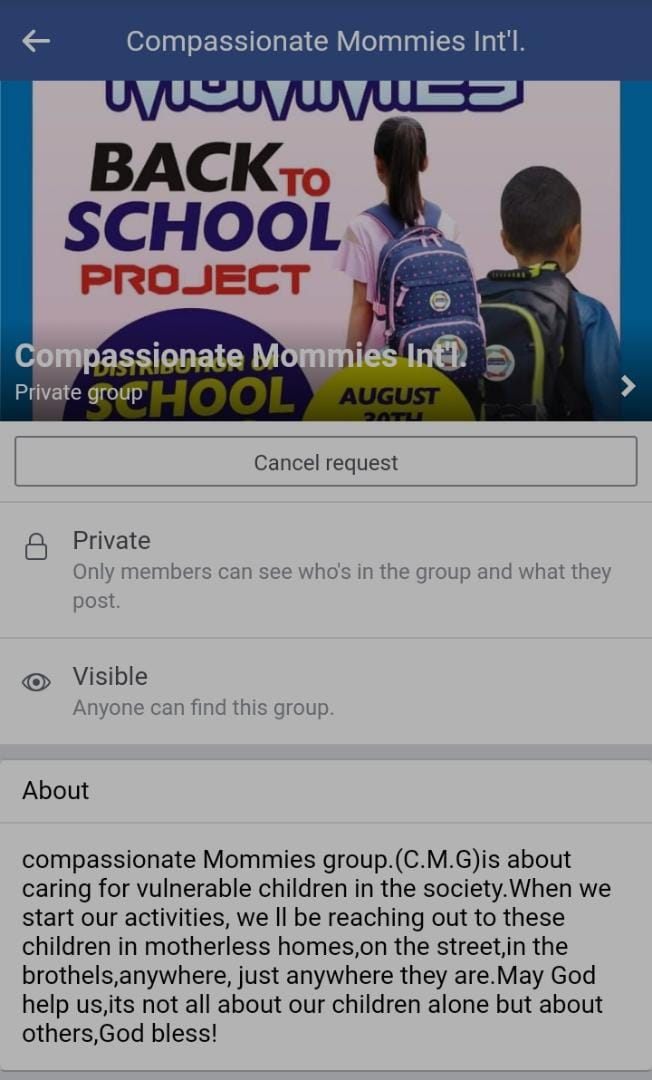 Compassionate Mommies Int'l.
MOMMIES
BACK TO
SCHOOL
PROJECT
Compassionate Mommies Int'l.
DISTRIBUTION OF
Private group
SCHOOL
AUGUST
30TH
Cancel request
Private
Only members can see who's in the group and what they
post.
Visible
Anyone can find this group.
About
compassionate Mommies group.(C.M.G)is about
caring for vulnerable children in the society.When we
start our activities, we ll be reaching out to these
children in motherless homes,on the street,in the
brothels,anywhere, just anywhere they are.May God
help us,its not all about our children alone but about
others,God bless!